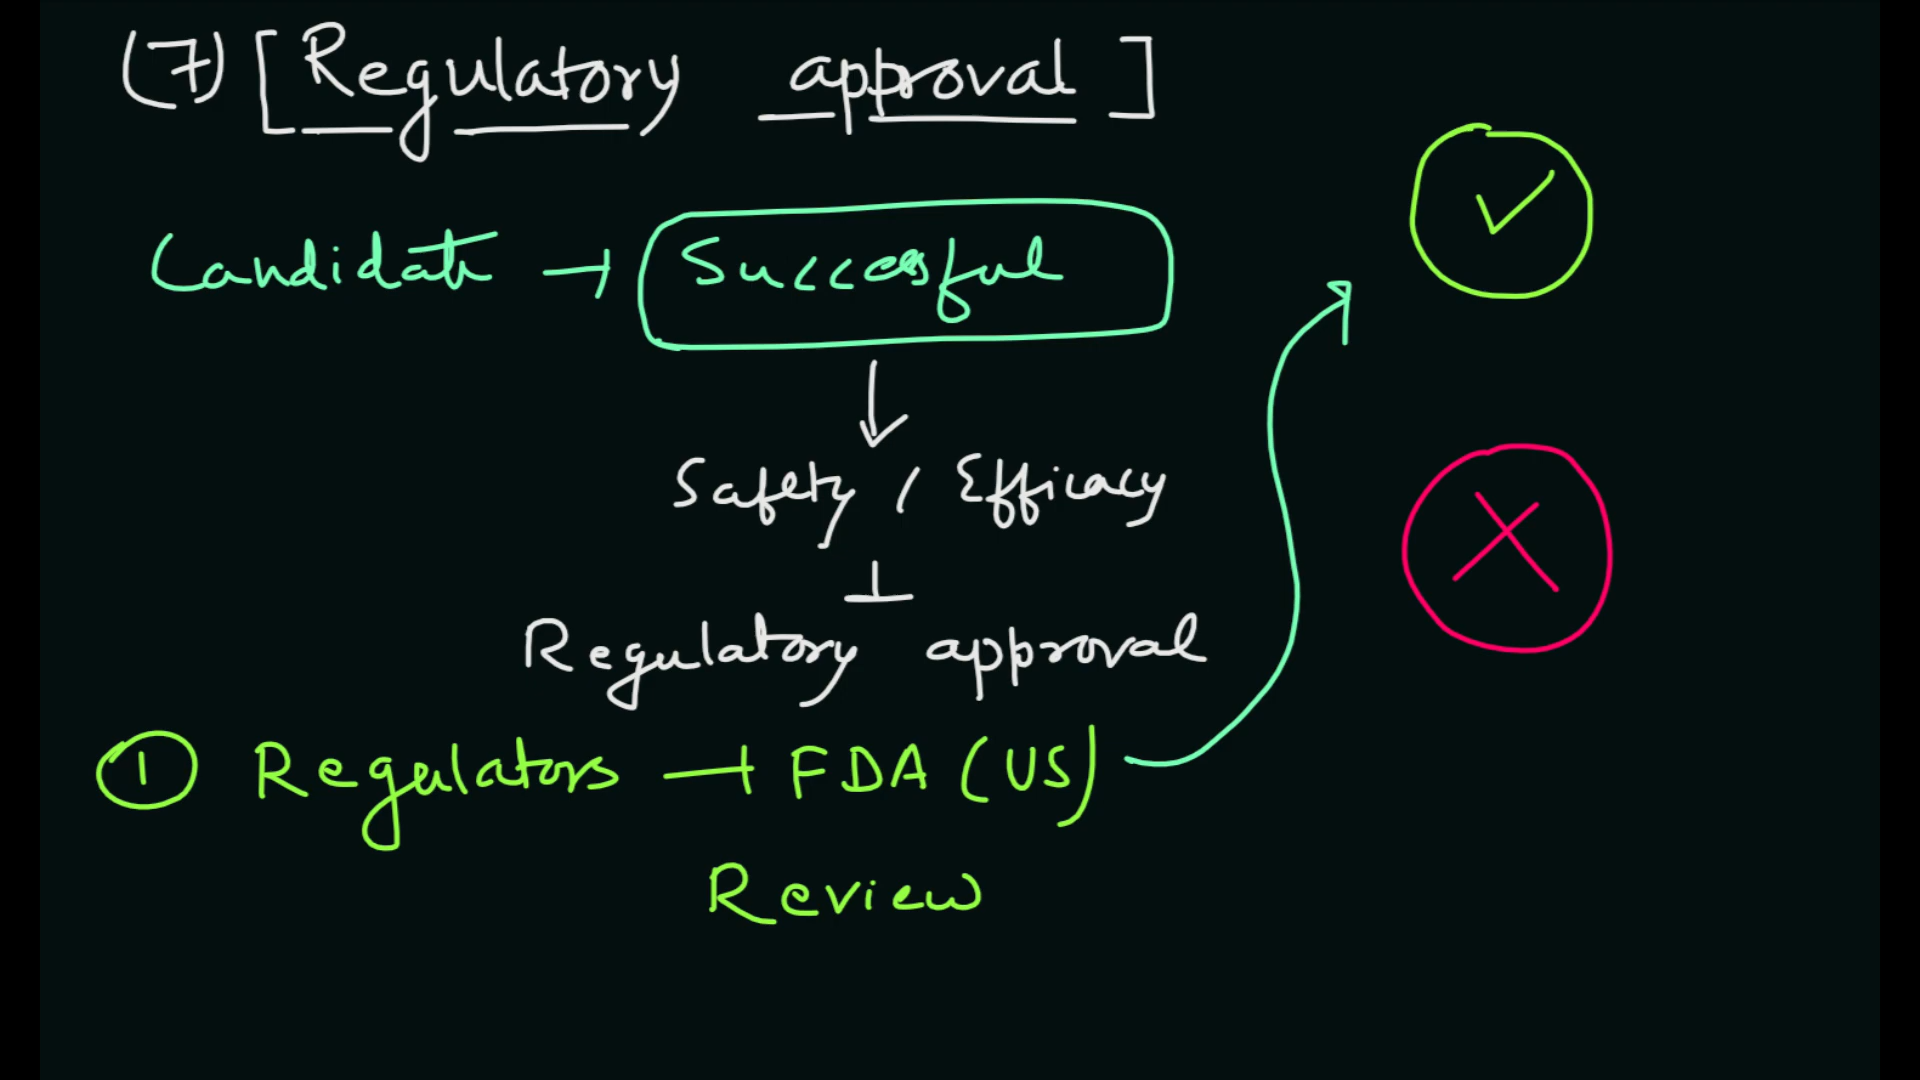 (7) [Regulatory approval]
Candidate → Successful
Safety / Efficacy
Regulatory approval
① Regulators → FDA (US)
Review